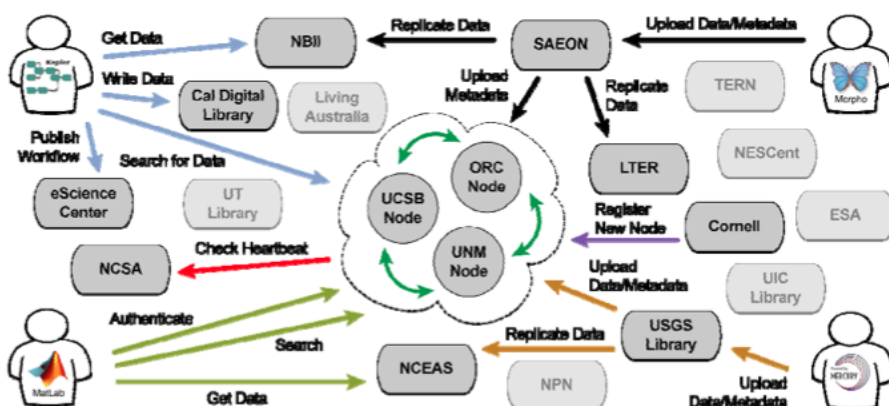 Kepler
Get Data
NBII
Replicate Data
SAEON
Upload Data/Metadata
Morpho
Write Data
Cal Digital
Library
Living
Australia
Upload
Metadata
Replicate
Data
TERN
Publish
Workflow
Search for Data
eScience
Center
UT
Library
UCSB
Node
ORC
Node
UNM
Node
LTER
NESCent
Register
New Node
Cornell
ESA
NCSA
Check Heartbeat
Upload
Data/Metadata
UIC
Library
Authenticate
Search
Get Data
MatLab
NCEAS
Replicate Data
USGS
Library
NPN
Upload
Data/Metadata
MERCURY